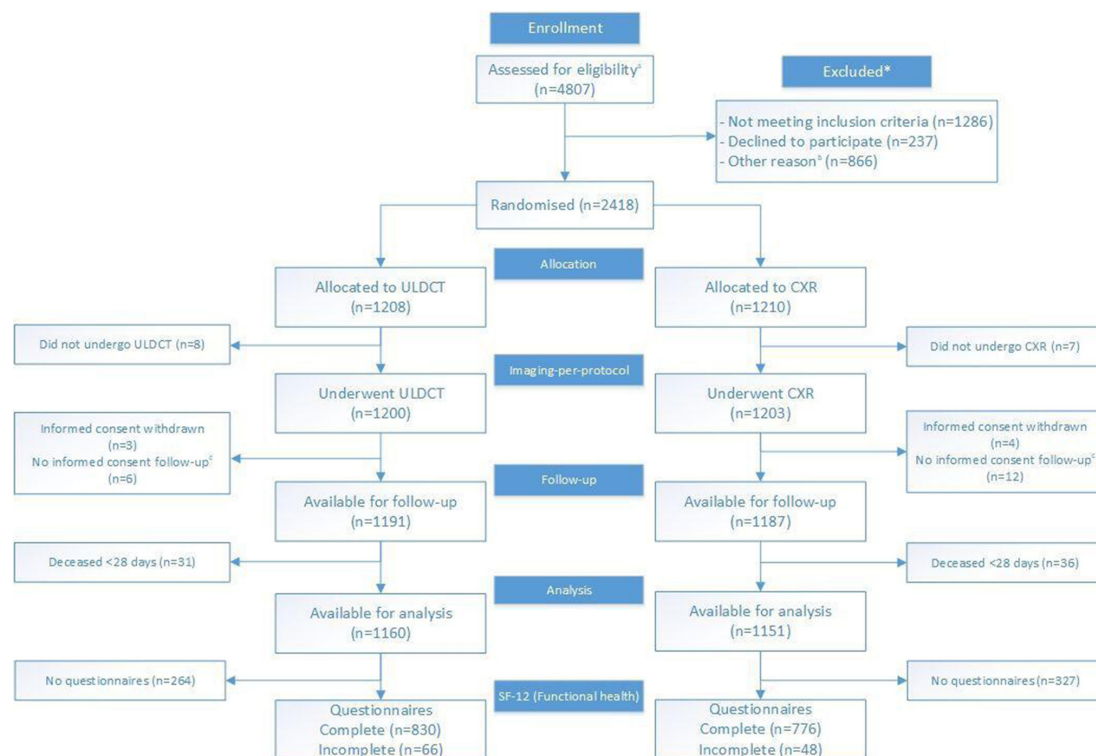 Enrollment
Assessed for eligibilityᵃ
(n=4807)
Excluded*
- Not meeting inclusion criteria (n=1286)
- Declined to participate (n=237)
- Other reasonᵇ (n=866)
Randomised (n=2418)
Allocation
Allocated to ULDCT
(n=1208)
Allocated to CXR
(n=1210)
Did not undergo ULDCT (n=8)
Did not undergo CXR (n=7)
Imaging-per-protocol
Underwent ULDCT
(n=1200)
Underwent CXR
(n=1203)
Informed consent withdrawn
(n=3)
No informed consent follow-upᶜ
(n=6)
Informed consent withdrawn
(n=4)
No informed consent follow-upᶜ
(n=12)
Follow-up
Available for follow-up
(n=1191)
Available for follow-up
(n=1187)
Deceased <28 days (n=31)
Deceased <28 days (n=36)
Analysis
Available for analysis
(n=1160)
Available for analysis
(n=1151)
No questionnaires (n=264)
No questionnaires (n=327)
SF-12 (Functional health)
Questionnaires
Complete (n=830)
Incomplete (n=66)
Questionnaires
Complete (n=776)
Incomplete (n=48)